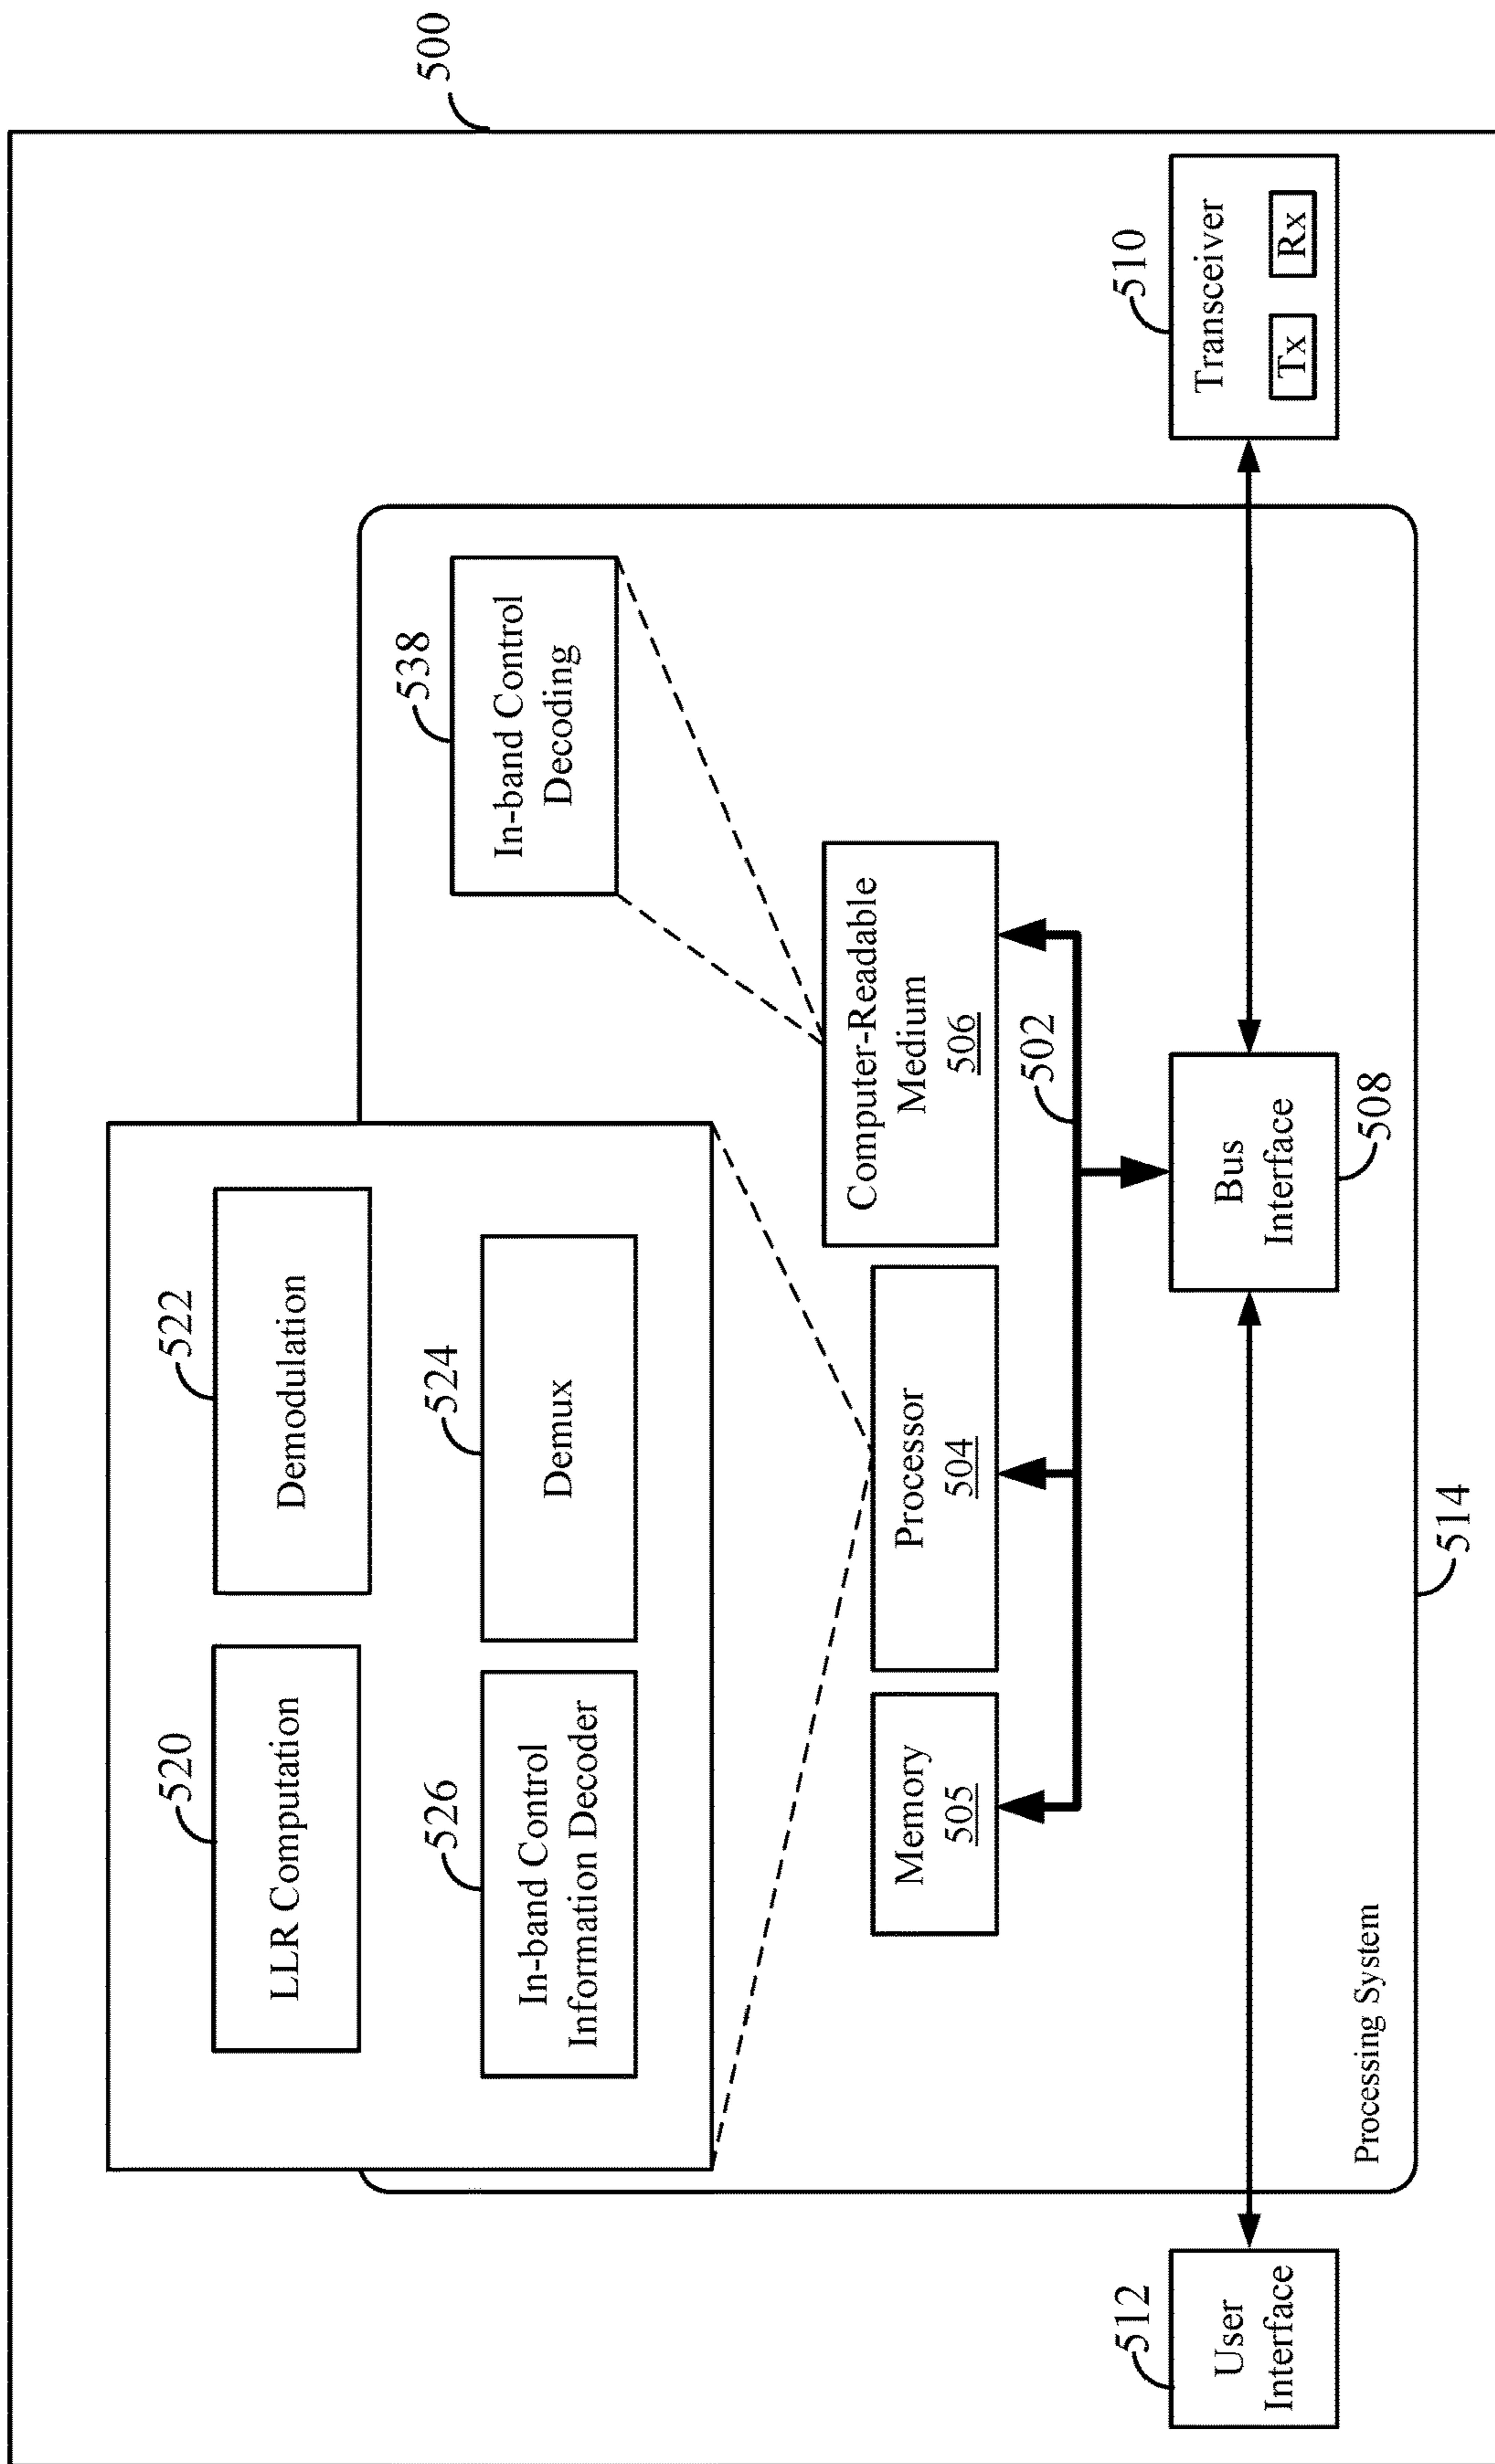 500
520
LLR Computation
522
Demodulation
526
In-band Control
Information Decoder
524
Demux
538
In-band Control
Decoding
Memory
505
Processor
504
Computer-Readable
Medium
506
502
512
User
Interface
Bus
Interface
508
510
Transceiver
Tx
Rx
Processing System
514